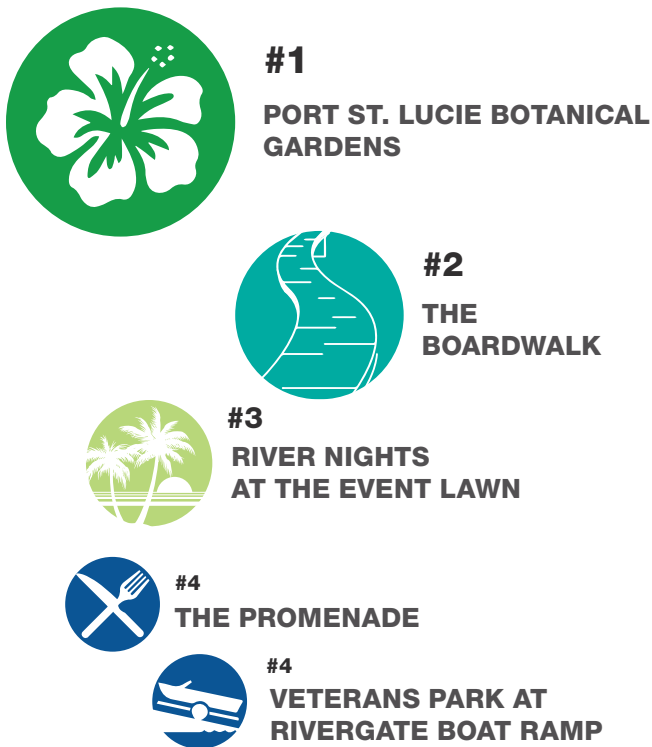 #1
PORT ST. LUCIE BOTANICAL
GARDENS
#2
THE
BOARDWALK
#3
RIVER NIGHTS
AT THE EVENT LAWN
#4
THE PROMENADE
#4
VETERANS PARK AT
RIVERGATE BOAT RAMP